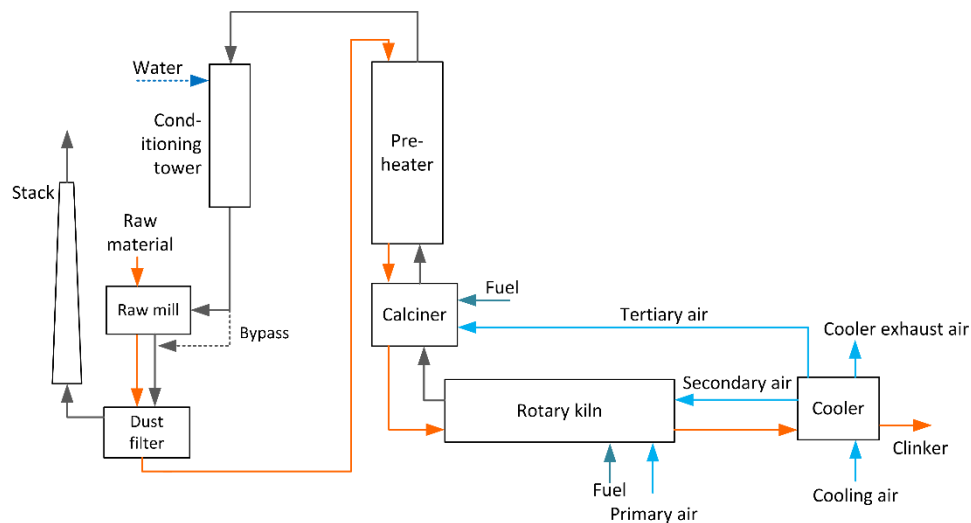 Water
Cond-
itioning
tower
Pre-
heater
Stack
Raw
material
Raw mill
Bypass
Dust
filter
Calciner
Fuel
Tertiary air
Cooler exhaust air
Secondary air
Rotary kiln
Cooler
Clinker
Fuel
Primary air
Cooling air